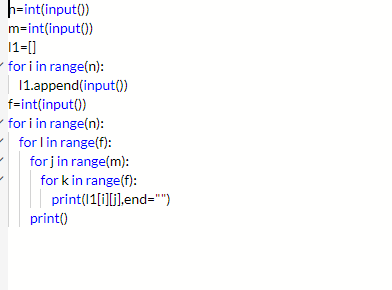 n=int(input())
m=int(input())
l1=[]
for i in range(n):
  l1.append(input())
f=int(input())
for i in range(n):
  for l in range(f):
    for j in range(m):
      for k in range(f):
        print(l1[i][j],end="")
    print()